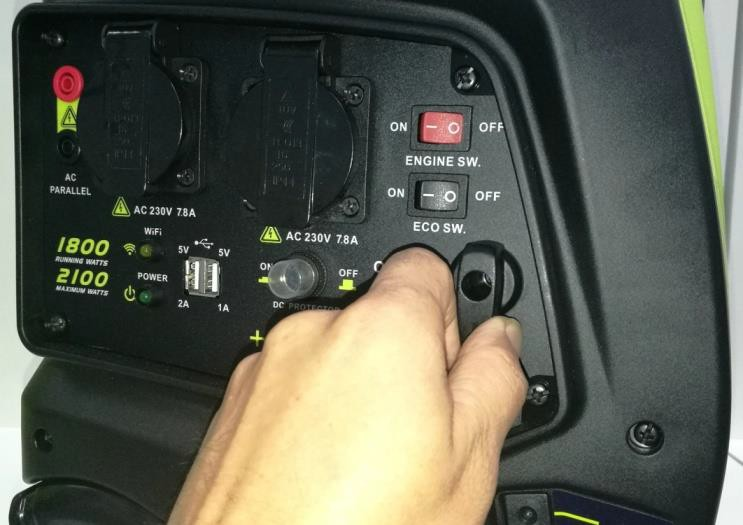 ON
OFF
ENGINE SW.
ON
OFF
ECO SW.
AC
PARALLEL
AC 230V 7.8A
AC 230V 7.8A
WiFi
1800
RUNNING WATTS
2100
MAXIMUM WATTS
POWER
5V
5V
2A
1A
ON
OFF
DC PROTECTOR
+